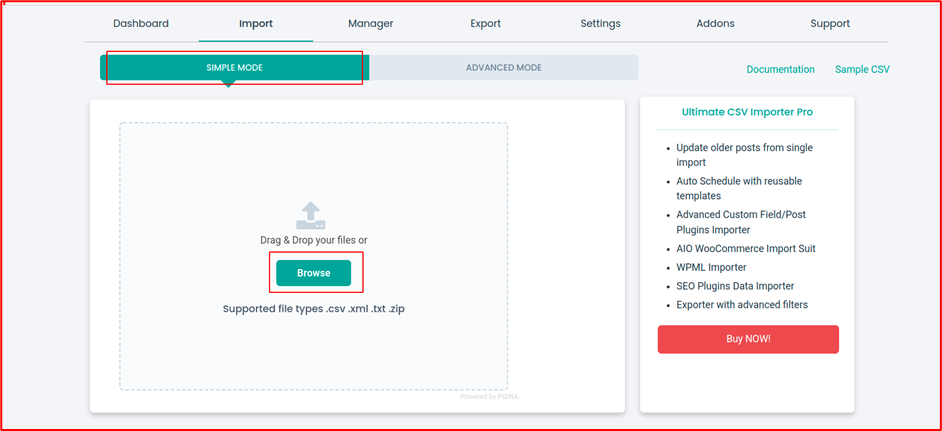 Dashboard Import Manager Export Settings Addons Support
SIMPLE MODE ADVANCED MODE
Documentation Sample CSV
Drag & Drop your files or
Browse
Supported file types .csv .xml .txt .zip
Powered by PQINA
Ultimate CSV Importer Pro
Update older posts from single
import
Auto Schedule with reusable
templates
Advanced Custom Field/Post
Plugins Importer
AIO WooCommerce Import Suit
WPML Importer
SEO Plugins Data Importer
Exporter with advanced filters
Buy NOW!